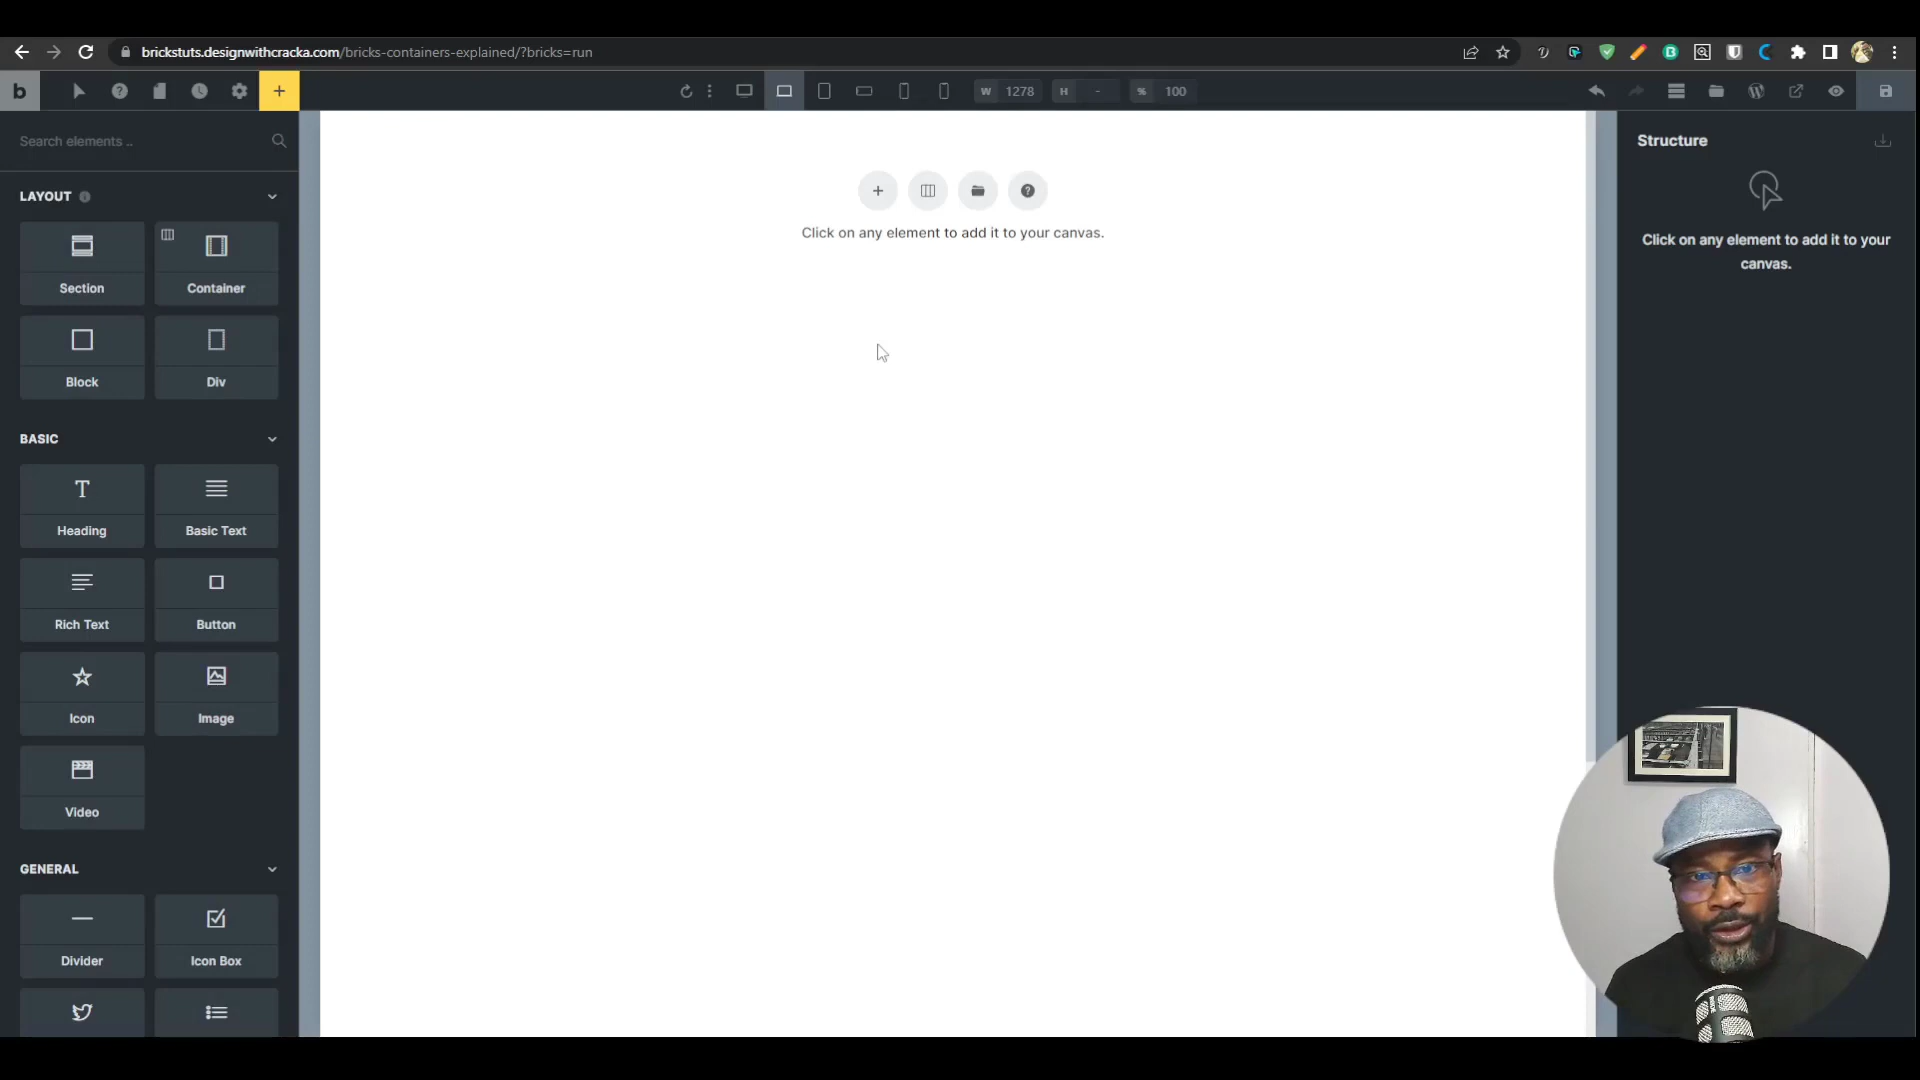 brickstuts.designwithcracka.com/bricks-containers-explained/?bricks=run
b
W 1278 H - % 100
Search elements ..
Structure
LAYOUT
Click on any element to add it to your canvas.
Click on any element to add it to your
canvas.
Section Container
Block Div
BASIC
Heading Basic Text
Rich Text Button
Icon Image
Video
GENERAL
Divider Icon Box